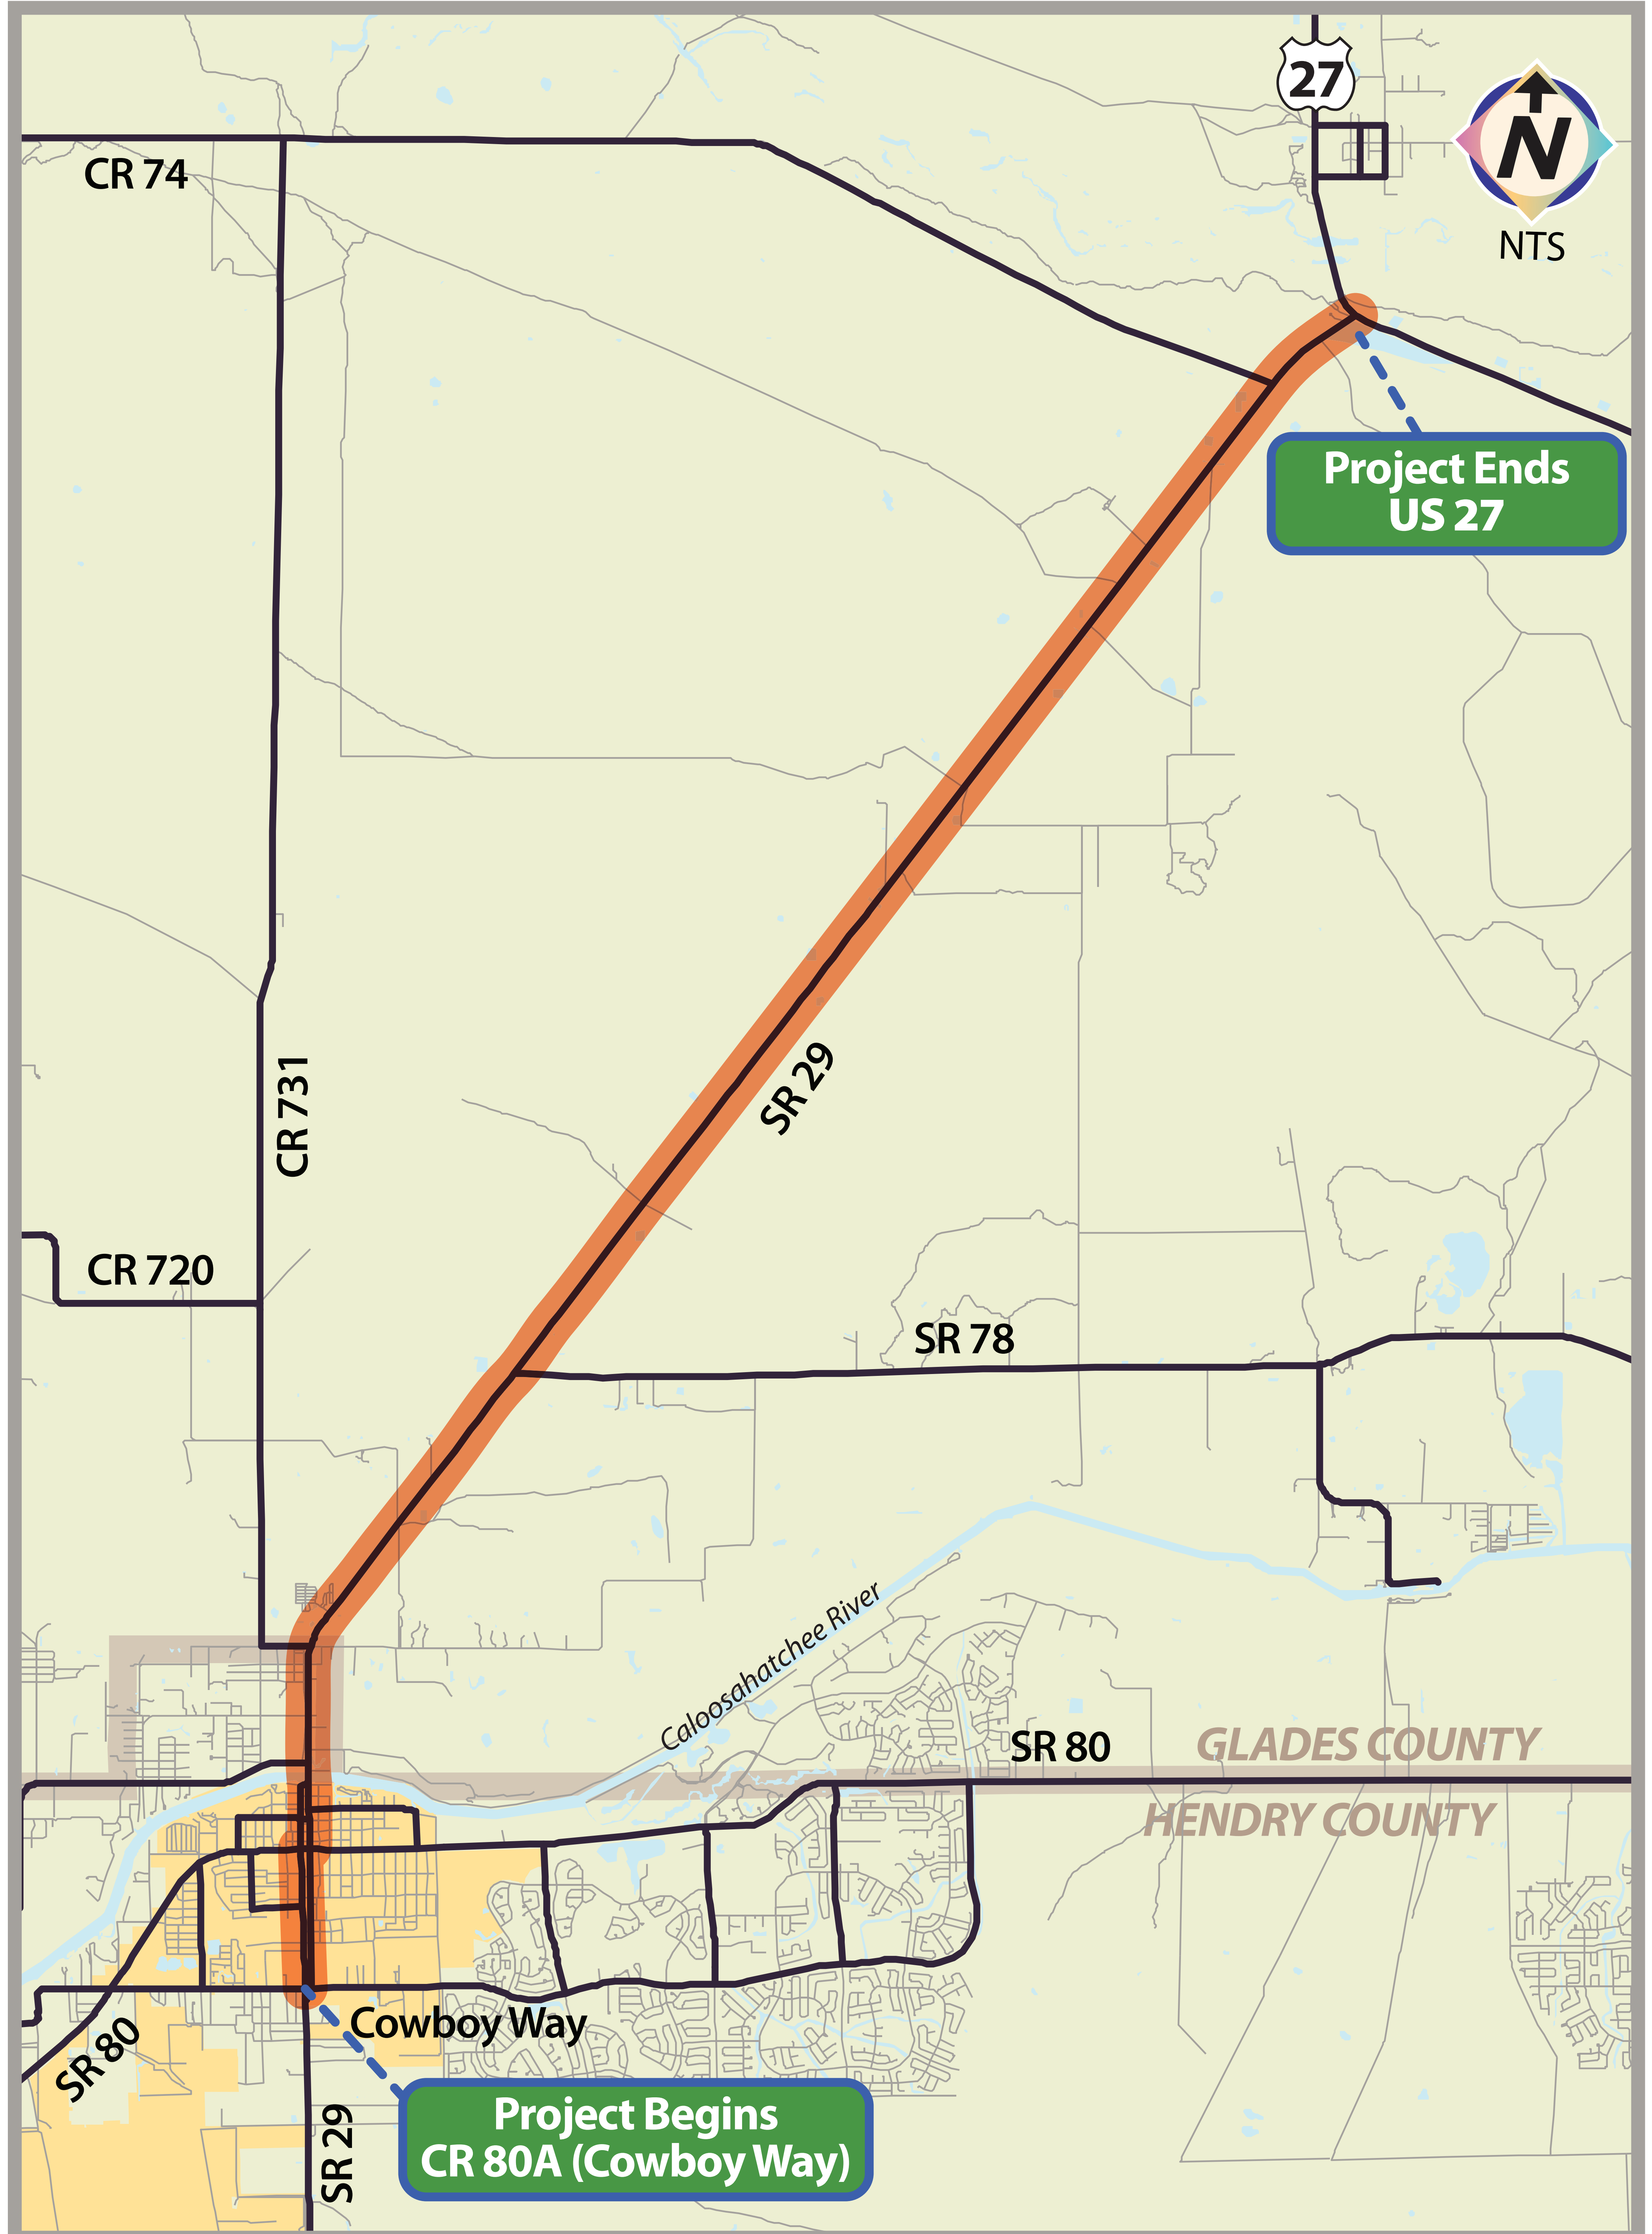 27
N
NTS
CR 74
Project Ends
US 27
SR 29
CR 731
CR 720
SR 78
Caloosahatchee River
SR 80
GLADES COUNTY
HENDRY COUNTY
Cowboy Way
SR 80
Project Begins
CR 80A (Cowboy Way)
SR 29